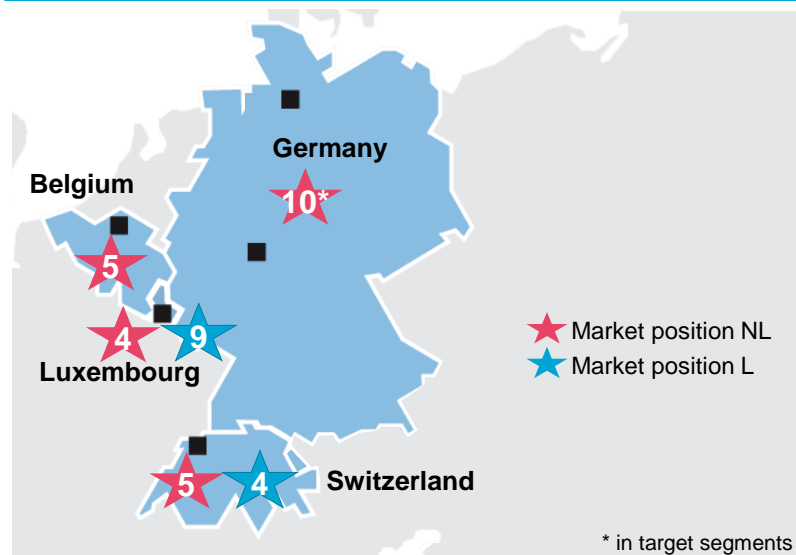 Germany
10*
Belgium
5
4
9
Luxembourg
Market position NL
Market position L
5
4
Switzerland
* in target segments